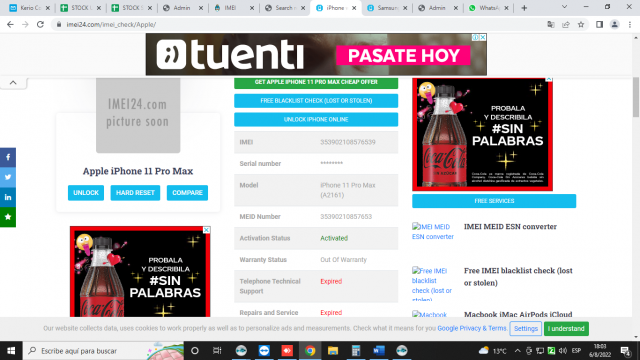 Kerio C
STOCK
STOCK
Admin
IMEI
Search
iPhone
Samsun
Admin
WhatsA
imei24.com/imei_check/Apple/
tuenti
PASATE HOY
IMEI24.com
picture soon
Apple iPhone 11 Pro Max
UNLOCK
HARD RESET
COMPARE
PROBALA
Y DESCRIBILA
#SIN
PALABRAS
GET APPLE IPHONE 11 PRO MAX CHEAP OFFER
FREE BLACKLIST CHECK (LOST OR STOLEN)
UNLOCK IPHONE ONLINE
IMEI 353902108576539
Serial number ********
Model iPhone 11 Pro Max
(A2161)
MEID Number 35390210857653
Activation Status Activated
Warranty Status Out Of Warranty
Telephone Technical Expired
Support
Repairs and Service Expired
PROBALA
Y DESCRIBILA
#SIN
PALABRAS
Coca-Cola
FREE SERVICES
IMEI MEID
ESN converter
IMEI MEID ESN converter
Free IMEI
blacklist check
(lost or stolen)
Free IMEI blacklist check (lost
or stolen)
Macbook
Macbook iMac AirPods iCloud
Our website collects data, uses cookies to work properly as well as to personalize ads and measurements. Check what it means for you Google Privacy & Terms.
Settings
I understand
Escribe aquí para buscar
13°C
ESP
18:03
6/8/2022